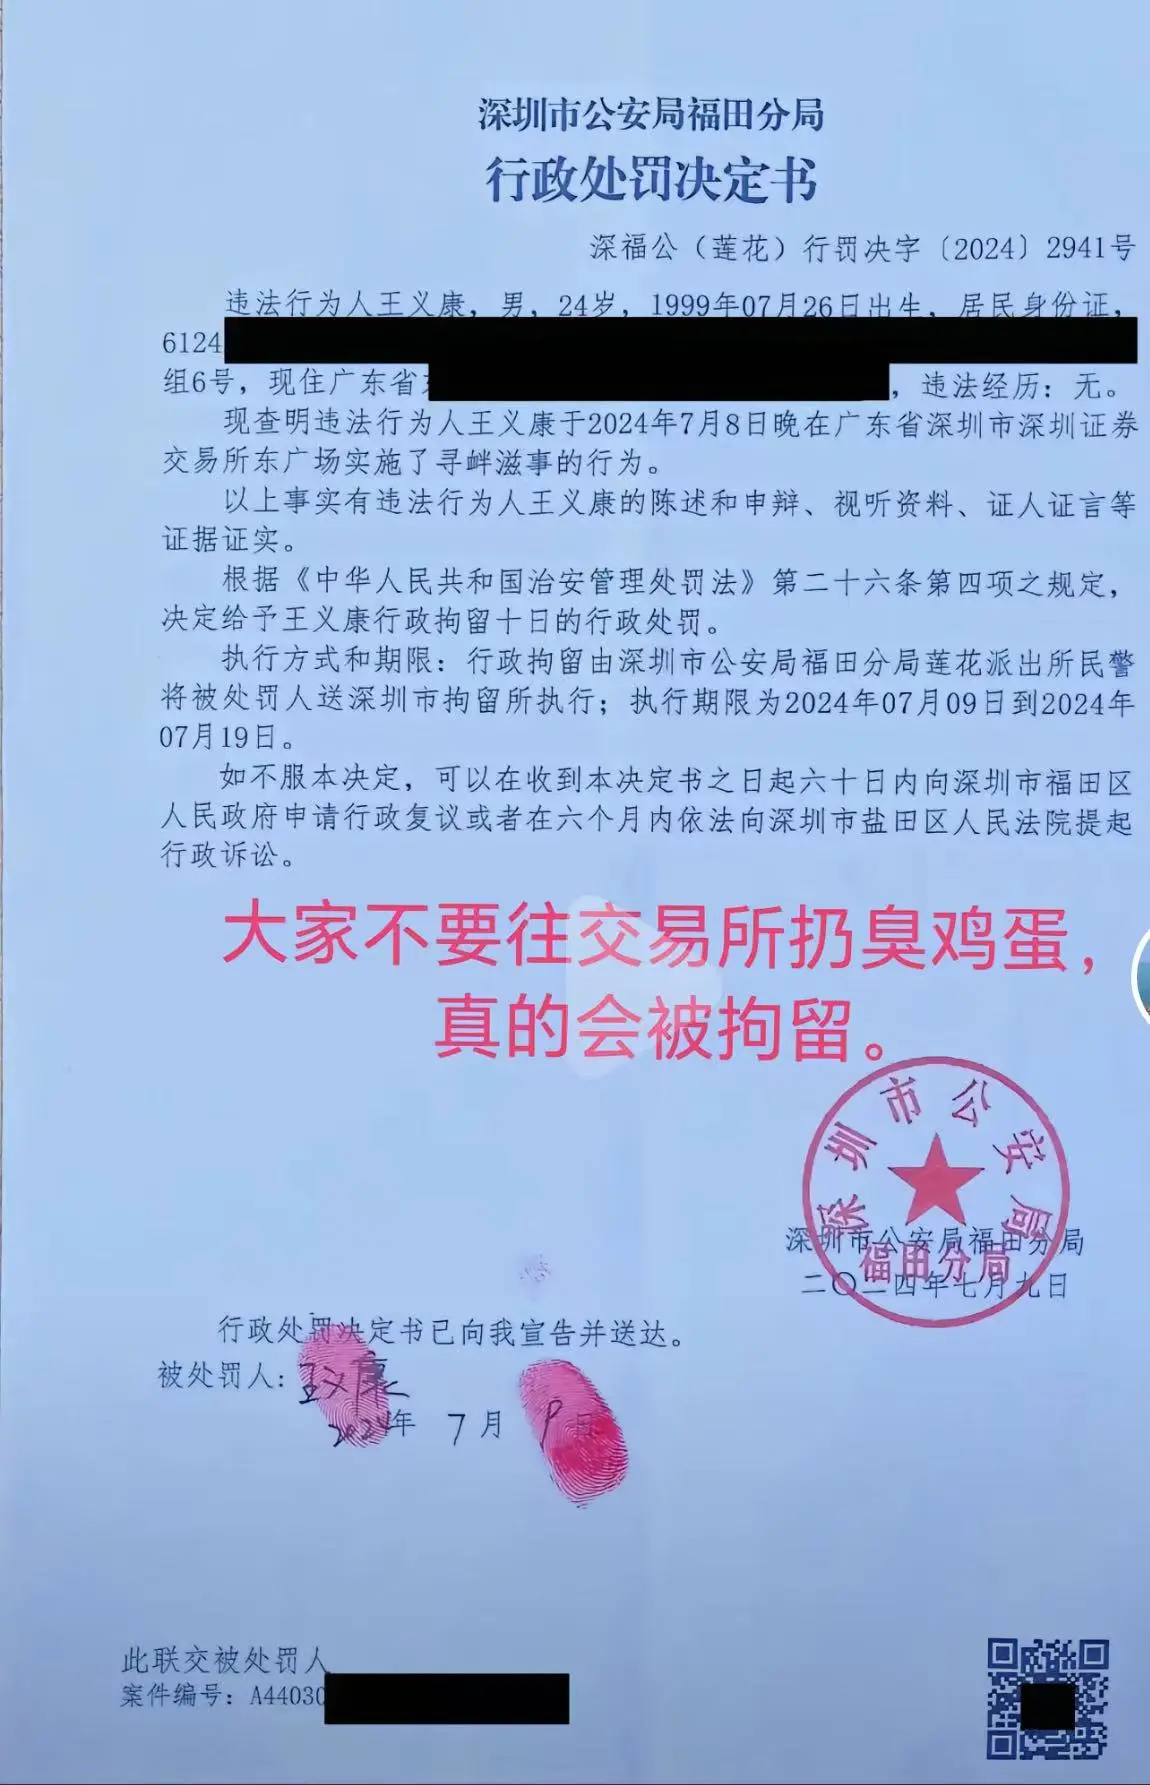 深圳市公安局福田分局
行政处罚决定书
深福公（莲花）行罚决字〔2024〕2941号
违法行为人王义康，男，24岁，1999年07月26日出生，居民身份证，
6124
组6号，现住广东省 ，违法经历：无。
现查明违法行为人王义康于2024年7月8日晚在广东省深圳市深圳证券
交易所东广场实施了寻衅滋事的行为。
以上事实有违法行为人王义康的陈述和申辩、视听资料、证人证言等
证据证实。
根据《中华人民共和国治安管理处罚法》第二十六条第四项之规定，
决定给予王义康行政拘留十日的行政处罚。
执行方式和期限：行政拘留由深圳市公安局福田分局莲花派出所民警
将被处罚人送深圳市拘留所执行；执行期限为2024年07月09日到2024年
07月19日。
如不服本决定，可以在收到本决定书之日起六十日内向深圳市福田区
人民政府申请行政复议或者在六个月内依法向深圳市盐田区人民法院提起
行政诉讼。
大家不要往交易所扔臭鸡蛋，
真的会被拘留。
深圳市公安局
福田分局
深圳市公安局福田分局
二〇二四年七月九日
行政处罚决定书已向我宣告并送达。
被处罚人：王义康
2024年 7月 9日
此联交被处罚人
案件编号：A44030